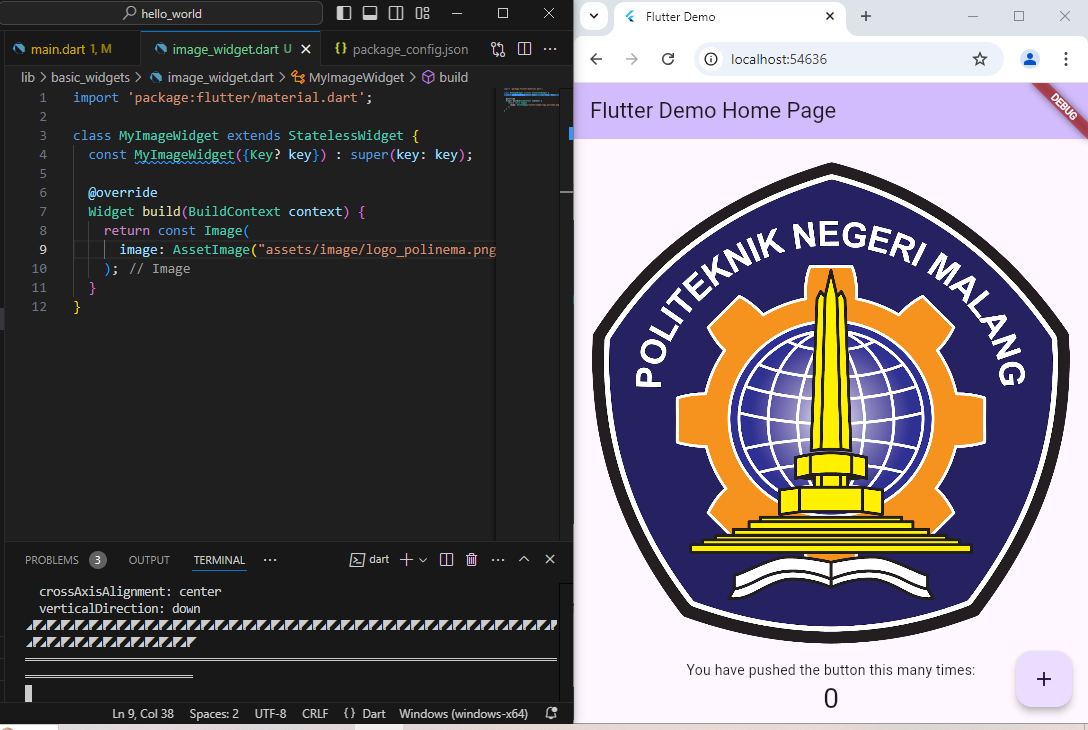 hello_world
main.dart 1, M
image_widget.dart U
package_config.json
lib > basic_widgets > image_widget.dart > MyImageWidget > build
1 import 'package:flutter/material.dart';
2
3 class MyImageWidget extends StatelessWidget {
4 const MyImageWidget({Key? key}) : super(key: key);
5
6 @override
7 Widget build(BuildContext context) {
8 return const Image(
9 image: AssetImage("assets/image/logo_polinema.png
10 ); // Image
11 }
12 }
PROBLEMS 3 OUTPUT TERMINAL ... dart
crossAxisAlignment: center
verticalDirection: down
Ln 9, Col 38 Spaces: 2 UTF-8 CRLF {} Dart Windows (windows-x64)
Flutter Demo
localhost:54636
Flutter Demo Home Page
DEBUG
POLITEKNIK NEGERI MALANG
You have pushed the button this many times:
0
+